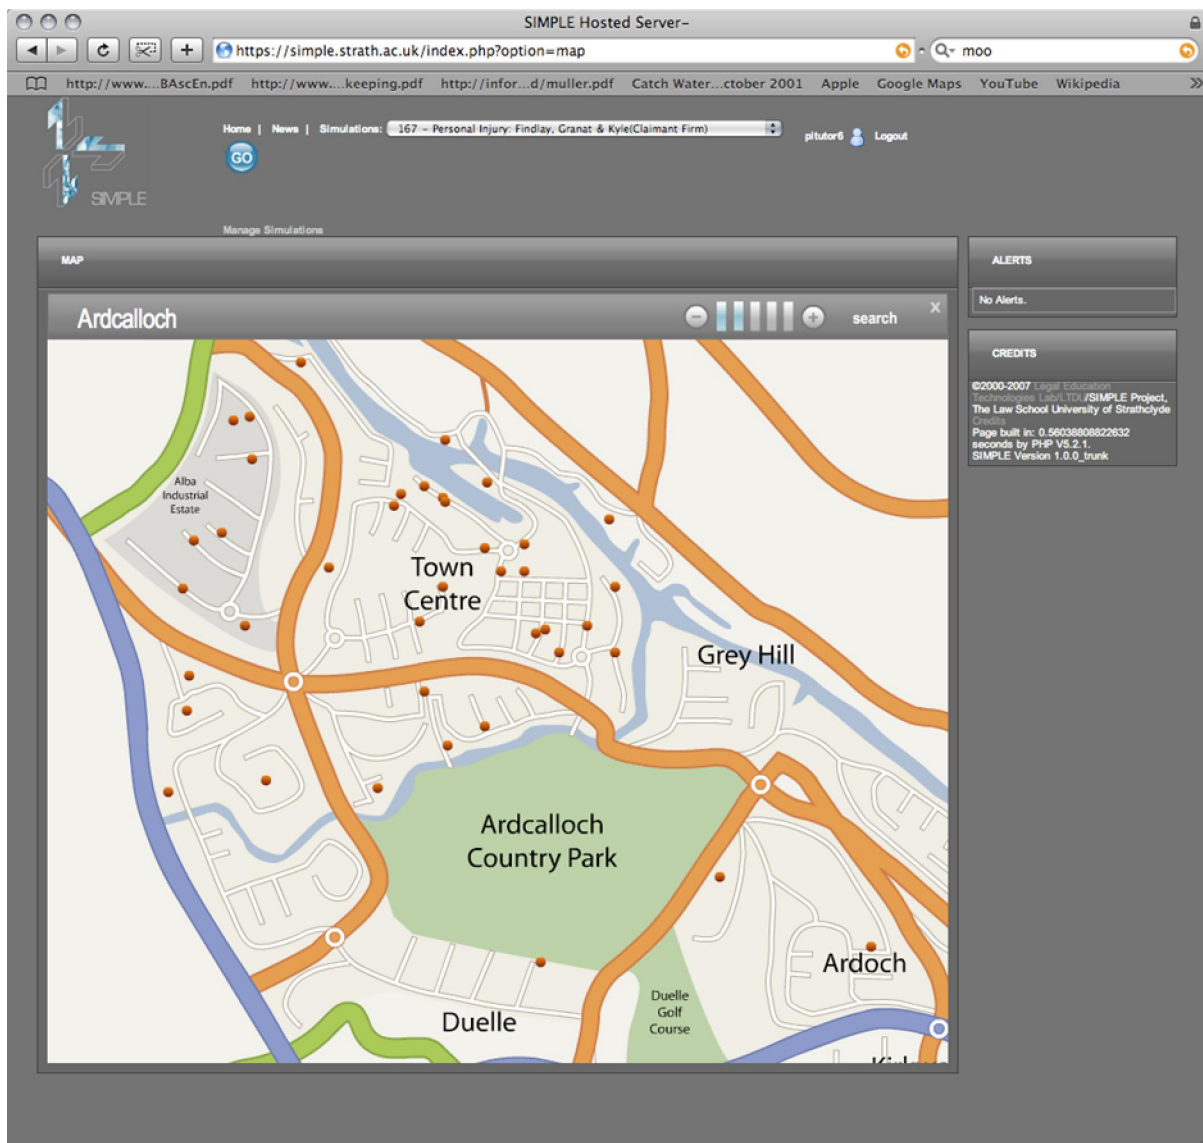 SIMPLE Hosted Server-
https://simple.strath.ac.uk/index.php?option=map
moo
http://www....BAscEn.pdf http://www....keeping.pdf http://infor...d/muller.pdf Catch Water...ctober 2001 Apple Google Maps YouTube Wikipedia
Home | News | Simulations: 167 - Personal Injury: Findlay, Granat & Kyle(Claimant Firm)
pitutor6 Logout
GO
SIMPLE
Manage Simulations
MAP
Ardcalloch
search
x
Alba
Industrial
Estate
Town
Centre
Grey Hill
Ardcalloch
Country Park
Ardoch
Duelle
Duelle
Golf
Course
ALERTS
No Alerts.
CREDITS
©2000-2007 Legal Education
Technologies Lab/LTDU/SIMPLE Project,
The Law School University of Strathclyde
Credits
Page built in: 0.56038808822632
seconds by PHP V5.2.1.
SIMPLE Version 1.0.0_trunk